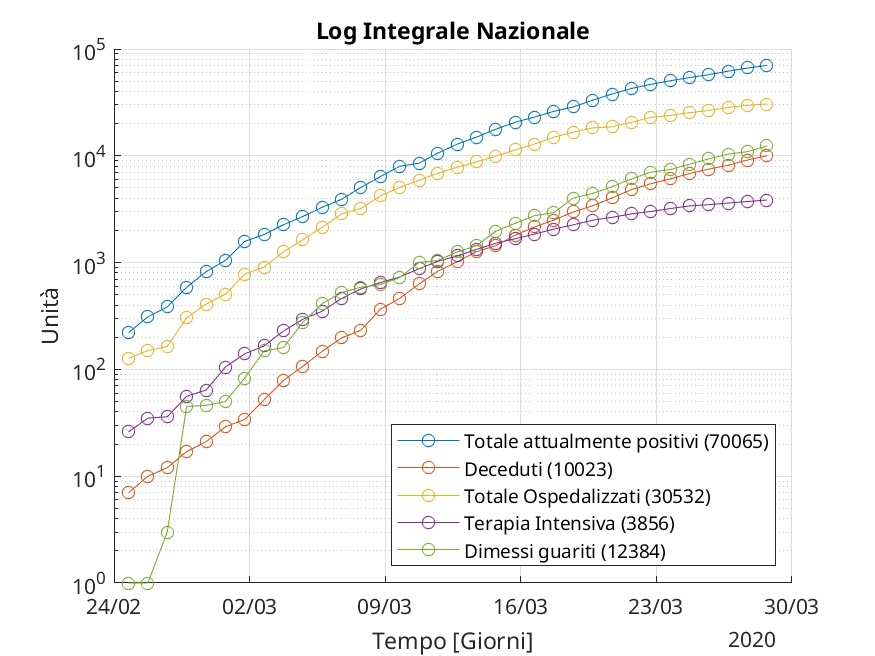 Log Integrale Nazionale
Unità
10^5
10^4
10^3
10^2
10^1
10^0
Totale attualmente positivi (70065)
Deceduti (10023)
Totale Ospedalizzati (30532)
Terapia Intensiva (3856)
Dimessi guariti (12384)
24/02 02/03 09/03 16/03 23/03 30/03
Tempo [Giorni]
2020